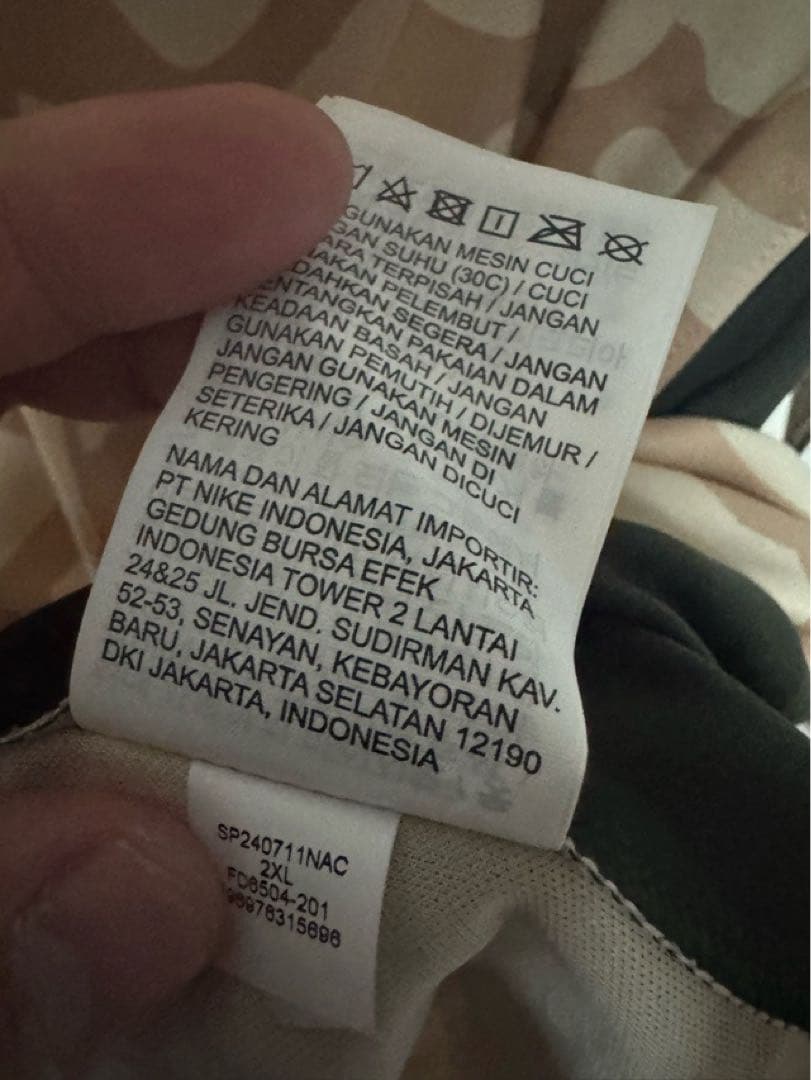 GUNAKAN MESIN CUCI
SUHU (30C) / CUCI
TERPISAH / JANGAN
PELEMBUT /
SEGERA / JANGAN
PAKAIAN DALAM
KEADAAN BASAH / JANGAN
GUNAKAN PEMUTIH / DIJEMUR /
JANGAN GUNAKAN MESIN
PENGERING / JANGAN DI
SETERIKA / JANGAN DICUCI
KERING
NAMA DAN ALAMAT IMPORTIR:
PT NIKE INDONESIA, JAKARTA
GEDUNG BURSA EFEK
INDONESIA TOWER 2 LANTAI
24&25 JL. JEND. SUDIRMAN KAV.
52-53, SENAYAN, KEBAYORAN
BARU, JAKARTA SELATAN 12190
DKI JAKARTA, INDONESIA
SP240711NAC
2XL
FD6504-201